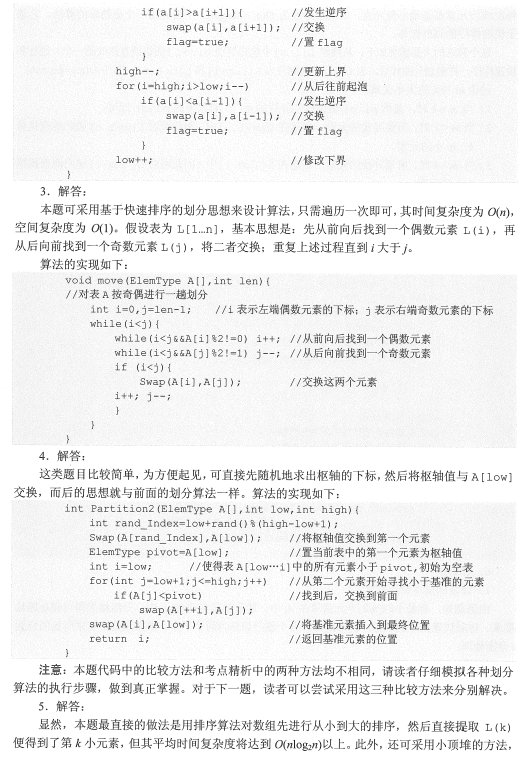 if(a[i]>a[i+1]){ //发生逆序
swap(a[i],a[i+1]); //交换
flag=true; //置 flag
}
high--; //更新上界
for(i=high;i>low;i--) //从后往前起泡
if(a[i]<a[i-1]){ //发生逆序
swap(a[i],a[i-1]); //交换
flag=true; //置 flag
}
low++; //修改下界
}
3．解答：
本题可采用基于快速排序的划分思想来设计算法，只需遍历一次即可，其时间复杂度为 O(n)，
空间复杂度为 O(1)。假设表为 L[1…n]，基本思想是：先从前向后找到一个偶数元素 L(i)，再
从后向前找到一个奇数元素 L(j)，将二者交换；重复上述过程直到 i 大于 j。
算法的实现如下：
void move(ElemType A[],int len){
//对表 A 按奇偶进行一趟划分
int i=0,j=len-1; //i 表示左端偶数元素的下标；j 表示右端奇数元素的下标
while(i<j){
while(i<j&&A[i]%2!=0) i++; //从前向后找到一个偶数元素
while(i<j&&A[j]%2!=1) j--; //从后向前找到一个奇数元素
if (i<j){
Swap(A[i],A[j]); //交换这两个元素
i++; j--;
}
}
}
4．解答：
这类题目比较简单，为方便起见，可直接先随机地求出枢轴的下标，然后将枢轴值与 A[low]
交换，而后的思想就与前面的划分算法一样。算法的实现如下：
int Partition2(ElemType A[],int low,int high){
int rand_Index=low+rand()%(high-low+1);
Swap(A[rand_Index],A[low]); //将枢轴值交换到第一个元素
ElemType pivot=A[low]; //置当前表中的第一个元素为枢轴值
int i=low; //使得表 A[low…i]中的所有元素小于 pivot,初始为空表
for(int j=low+1;j<=high;j++) //从第二个元素开始寻找小于基准的元素
if(A[j]<pivot) //找到后，交换到前面
swap(A[++i],A[j]);
swap(A[i],A[low]); //将基准元素插入到最终位置
return i; //返回基准元素的位置
}
注意：本题代码中的比较方法和考点精析中的两种方法均不相同，请读者仔细模拟各种划分
算法的执行步骤，做到真正掌握。对于下一题，读者可以尝试采用这三种比较方法来分别解决。
5．解答：
显然，本题最直接的做法是用排序算法对数组先进行从小到大的排序，然后直接提取 L(k)
便得到了第 k 小元素，但其平均时间复杂度将达到 O(nlog₂n)以上。此外，还可采用小顶堆的方法，